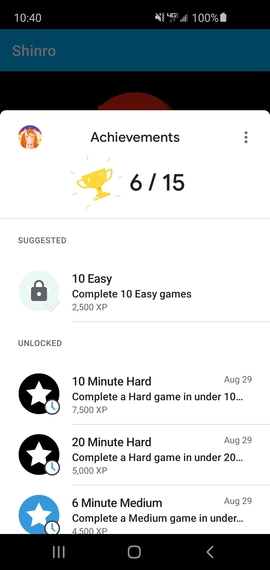 10:40
4GE 100%
Shinro
Achievements
6 / 15
SUGGESTED
10 Easy
Complete 10 Easy games
2,500 XP
UNLOCKED
10 Minute Hard
Aug 29
Complete a Hard game in under 10...
7,500 XP
20 Minute Hard
Aug 29
Complete a Hard game in under 20...
5,000 XP
6 Minute Medium
Aug 29
Complete a Medium game in under...
4,500 XP